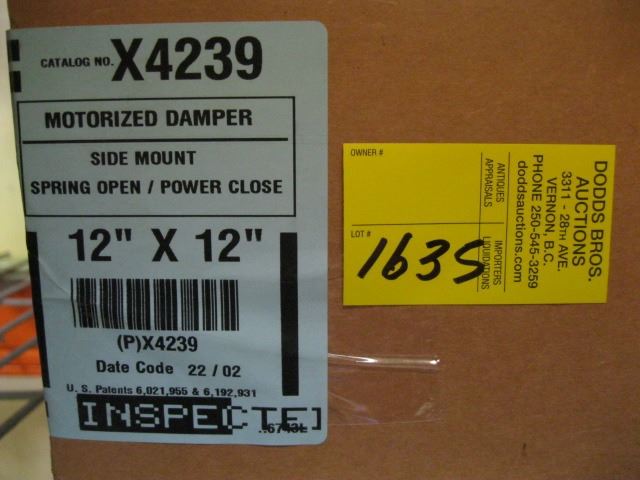 CATALOG NO. X4239
MOTORIZED DAMPER
SIDE MOUNT
SPRING OPEN / POWER CLOSE
12" X 12"
(P)X4239
Date Code 22 / 02
U. S. Patents 6,021,955 & 6,192,931
INSPECTE
OWNER #
LOT #
1635
ANTIQUES
APPRAISALS
IMPORTERS
LIQUIDATIONS
DODDS BROS.
AUCTIONS
3311 - 28TH AVE.
VERNON, B.C.
PHONE 250-545-3259
doddsauctions.com